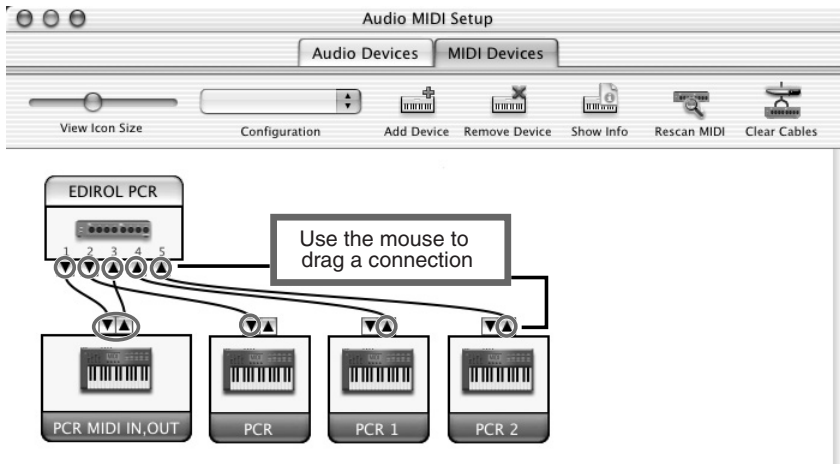 Audio MIDI Setup
Audio Devices MIDI Devices
View Icon Size Configuration Add Device Remove Device Show Info Rescan MIDI Clear Cables
EDIROL PCR
1 2 3 4 5
Use the mouse to
drag a connection
PCR MIDI IN,OUT PCR PCR 1 PCR 2